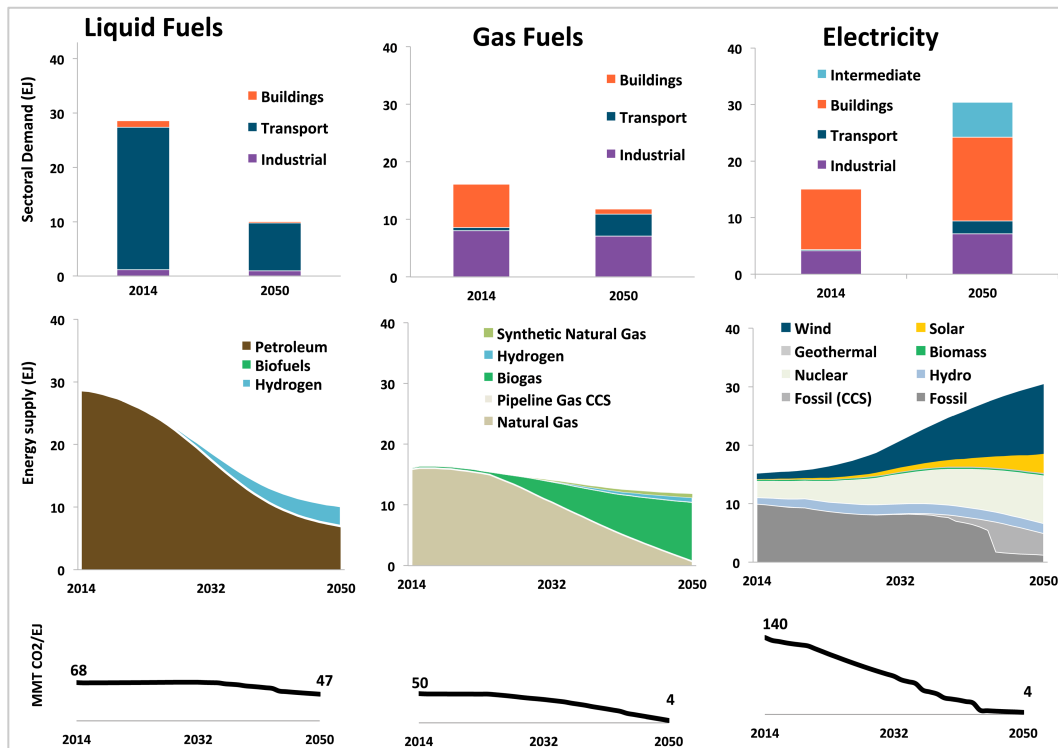 Liquid Fuels
Sectoral Demand (EJ)
40
30
20
10
0
Buildings
Transport
Industrial
2014 2050
Gas Fuels
40
30
20
10
0
Buildings
Transport
Industrial
2014 2050
Electricity
40
30
20
10
0
Intermediate
Buildings
Transport
Industrial
2014 2050
Energy supply (EJ)
40
30
20
10
0
Petroleum
Biofuels
Hydrogen
2014 2032 2050
40
30
20
10
0
Synthetic Natural Gas
Hydrogen
Biogas
Pipeline Gas CCS
Natural Gas
2014 2032 2050
40
30
20
10
0
Wind Solar
Geothermal Biomass
Nuclear Hydro
Fossil (CCS) Fossil
2014 2032 2050
MMT CO2/EJ
68 47
2014 2032 2050
50 4
2014 2032 2050
140 4
2014 2032 2050